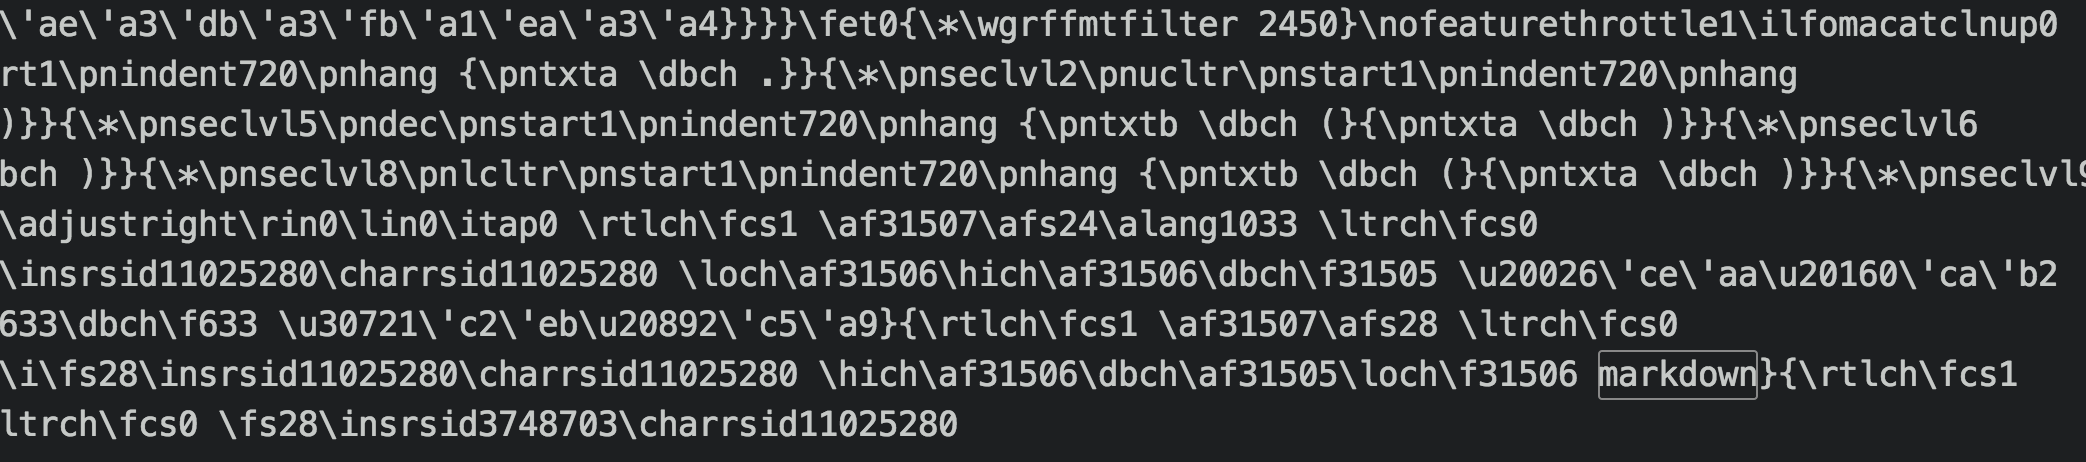 \'ae\'a3\'db\'a3\'fb\'a1\'ea\'a3\'a4}}}}\fet0{\*\wgrffmtfilter 2450}\nofeaturethrottle1\ilfomacatclnup0
rt1\pnindent720\pnhang {\pntxta \dbch .}}{\*\pnseclvl2\pnucltr\pnstart1\pnindent720\pnhang
)}}{\*\pnseclvl5\pndec\pnstart1\pnindent720\pnhang {\pntxtb \dbch (}{\pntxta \dbch )}}{\*\pnseclvl6
bch )}}{\*\pnseclvl8\pnlcltr\pnstart1\pnindent720\pnhang {\pntxtb \dbch (}{\pntxta \dbch )}}{\*\pnseclvl9
\adjustright\rin0\lin0\itap0 \rtlch\fcs1 \af31507\afs24\alang1033 \ltrch\fcs0
\insrsid11025280\charrsid11025280 \loch\af31506\hich\af31506\dbch\f31505 \u20026\'ce\'aa\u20160\'ca\'b2
633\dbch\f633 \u30721\'c2\'eb\u20892\'c5\'a9}{\rtlch\fcs1 \af31507\afs28 \ltrch\fcs0
\i\fs28\insrsid11025280\charrsid11025280 \hich\af31506\dbch\af31505\loch\f31506 markdown}{\rtlch\fcs1
ltrch\fcs0 \fs28\insrsid3748703\charrsid11025280